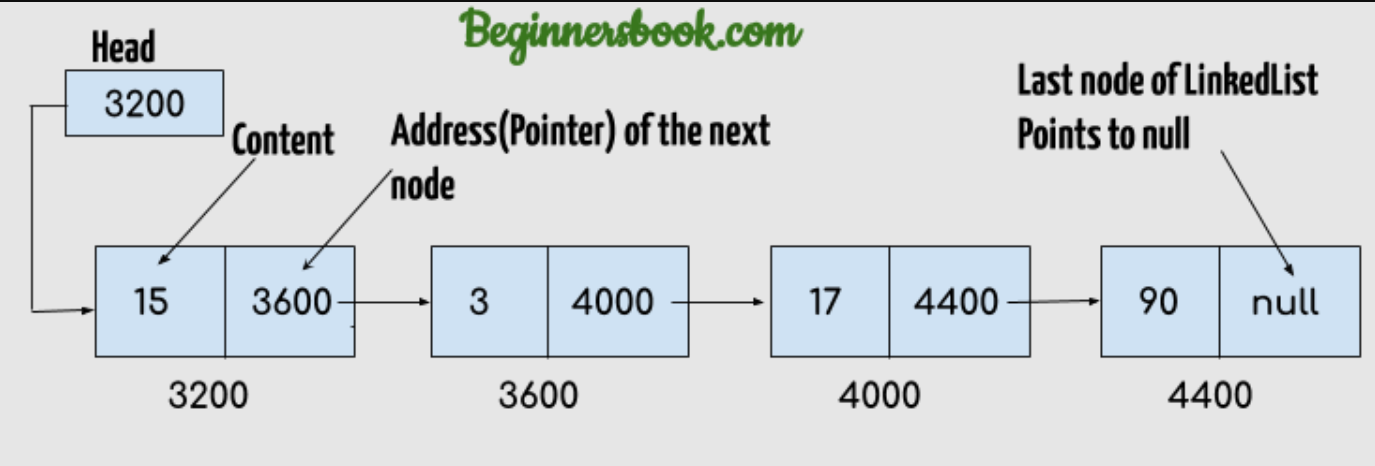 Beginnersbook.com
Head
3200
Content
Address(Pointer) of the next
node
Last node of LinkedList
Points to null
15 3600 3 4000 17 4400 90 null
3200 3600 4000 4400